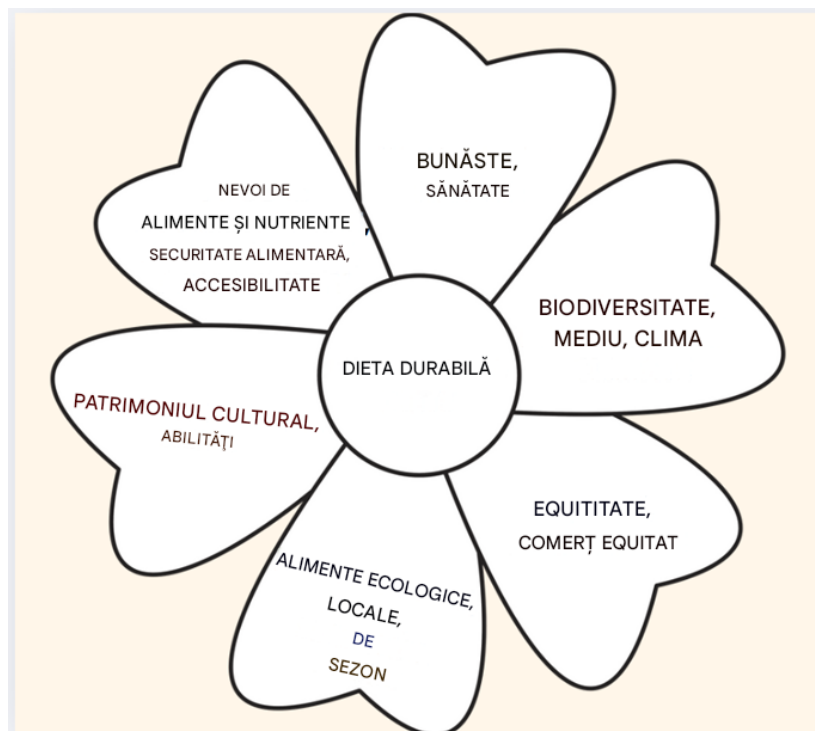 BUNĂSTE,
SĂNĂTATE
NEVOI DE
ALIMENTE ȘI NUTRIENTE ,
SECURITATE ALIMENTARĂ,
ACCESIBILITATE
BIODIVERSITATE,
MEDIU, CLIMA
DIETA DURABILĂ
PATRIMONIUL CULTURAL,
ABILITĂŢI
EQUITITATE,
COMERȚ EQUITAT
ALIMENTE ECOLOGICE,
LOCALE,
DE
SEZON